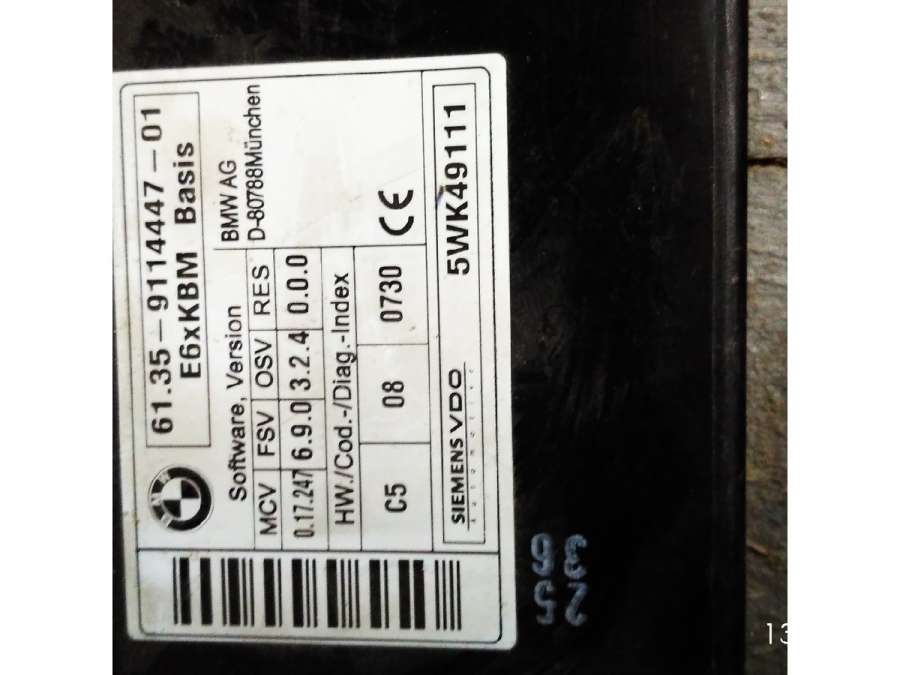 61.35-9114447-01
E6xKBM Basis
Software, Version
BMW AG
D-80788München
MCV FSV OSV RES
0.17.247 6.9.0 3.2.4 0.0.0
HW./Cod.-/Diag.-Index
C5 08 0730 CE
SIEMENS VDO
Automotive
5WK49111
36
25
13